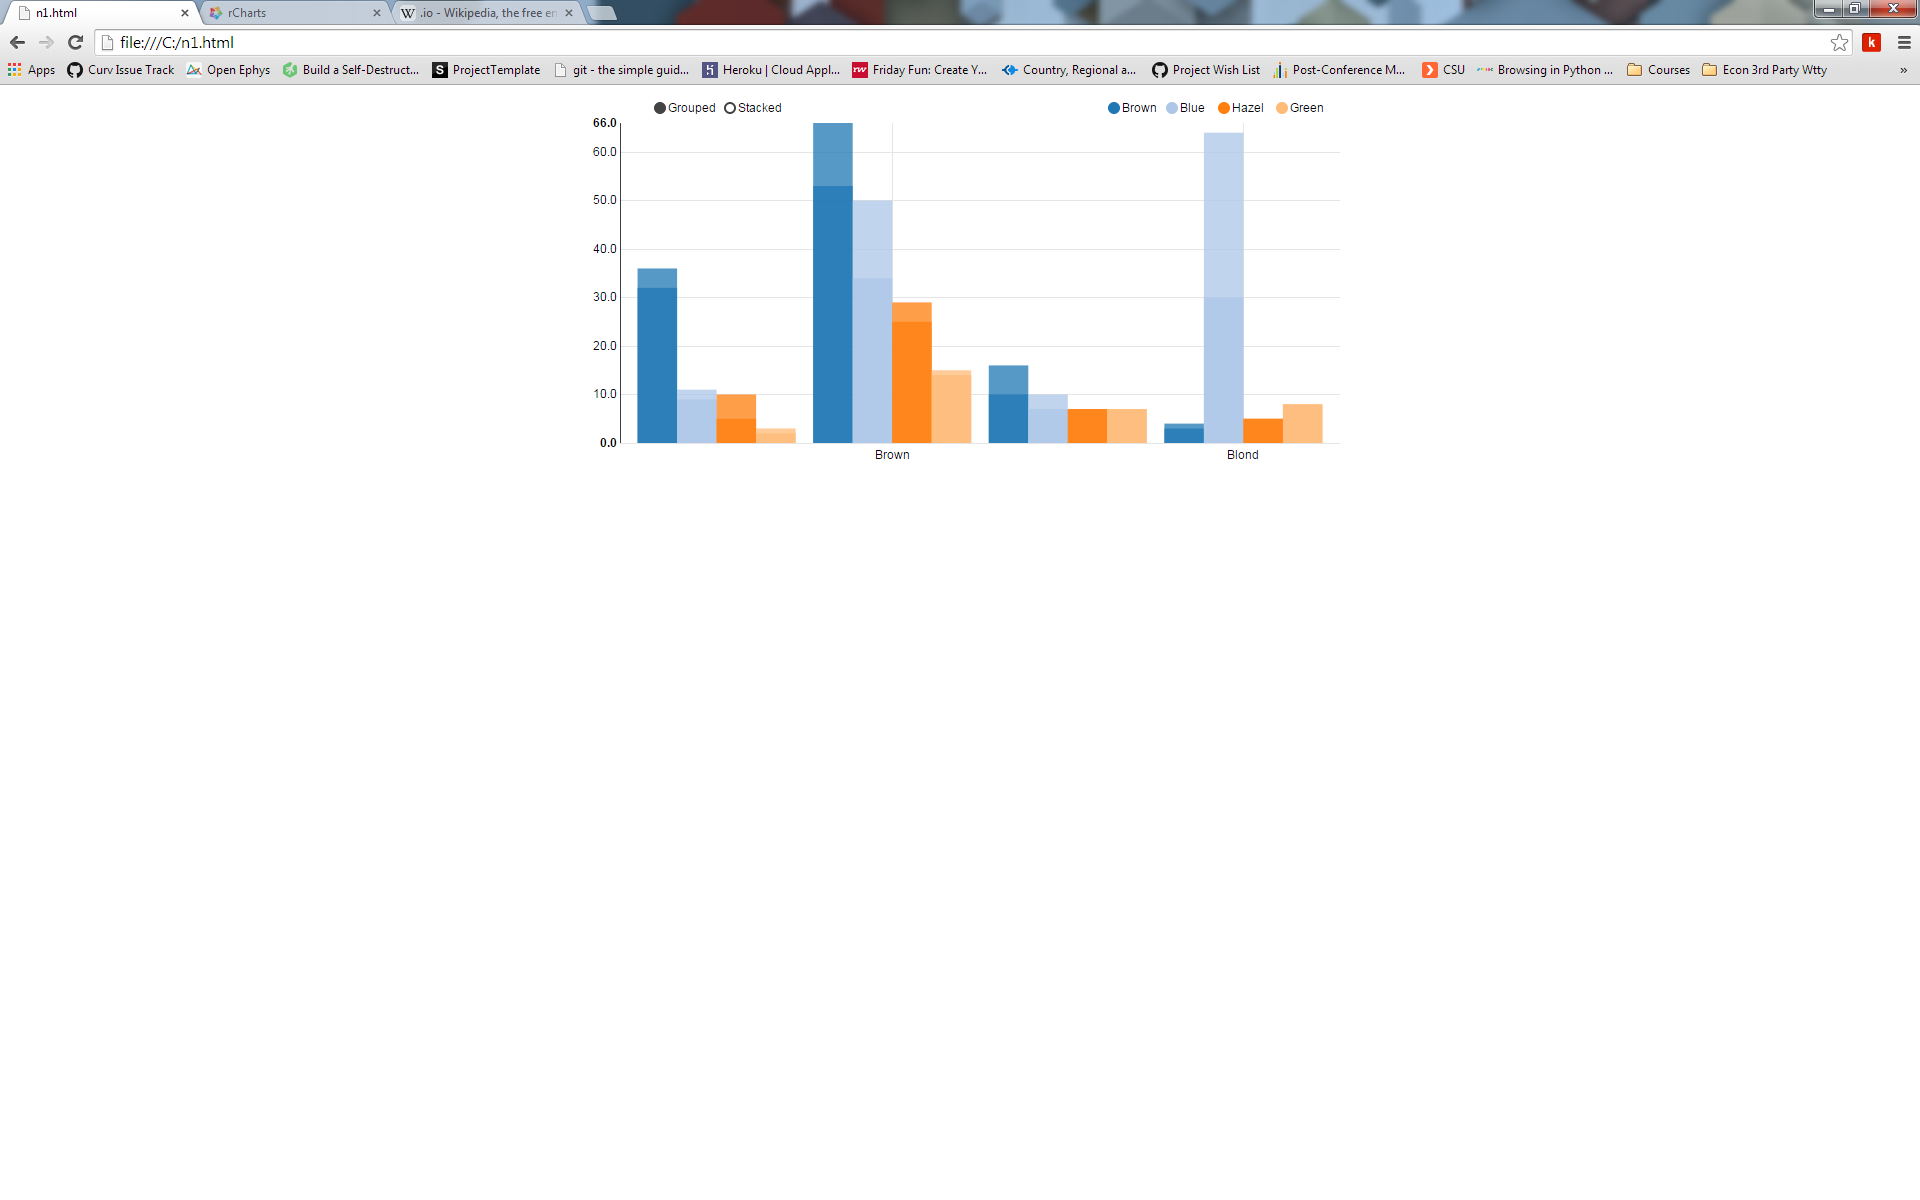 n1.html
rCharts
.io - Wikipedia, the free en
file:///C:/n1.html
k
Apps
Curv Issue Track
Open Ephys
Build a Self-Destruct...
S
ProjectTemplate
git - the simple guid...
Heroku | Cloud Appl...
rw
Friday Fun: Create Y...
Country, Regional a...
Project Wish List
Post-Conference M...
CSU
Browsing in Python ...
Courses
Econ 3rd Party Wtty
»
Grouped Stacked
Brown Blue Hazel Green
66.0
60.0
50.0
40.0
30.0
20.0
10.0
0.0
Brown
Blond